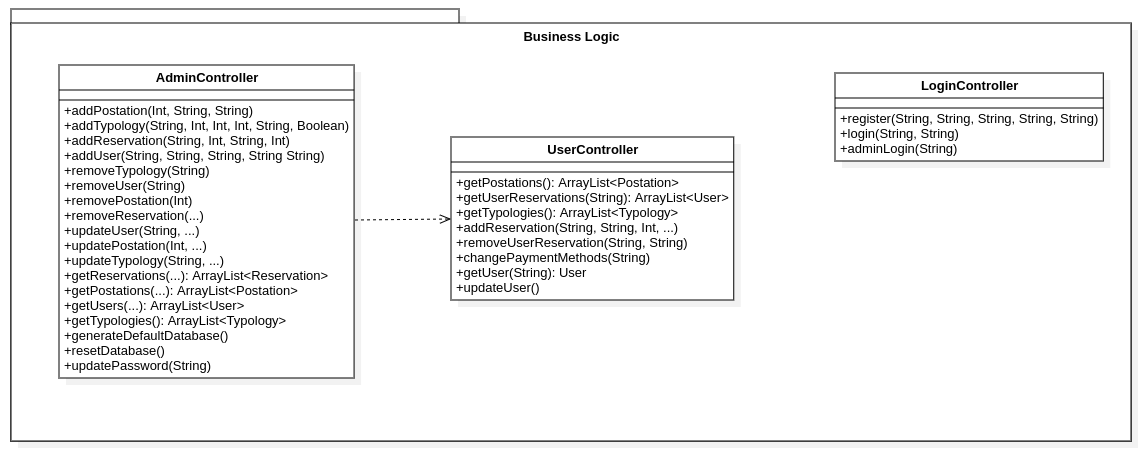 Business Logic
AdminController
+addPostation(Int, String, String)
+addTypology(String, Int, Int, Int, String, Boolean)
+addReservation(String, Int, String, Int)
+addUser(String, String, String, String String)
+removeTypology(String)
+removeUser(String)
+removePostation(Int)
+removeReservation(...)
+updateUser(String, ...)
+updatePostation(Int, ...)
+updateTypology(String, ...)
+getReservations(...): ArrayList<Reservation>
+getPostations(...): ArrayList<Postation>
+getUsers(...): ArrayList<User>
+getTypologies(): ArrayList<Typology>
+generateDefaultDatabase()
+resetDatabase()
+updatePassword(String)
UserController
+getPostations(): ArrayList<Postation>
+getUserReservations(String): ArrayList<User>
+getTypologies(): ArrayList<Typology>
+addReservation(String, String, Int, ...)
+removeUserReservation(String, String)
+changePaymentMethods(String)
+getUser(String): User
+updateUser()
LoginController
+register(String, String, String, String, String)
+login(String, String)
+adminLogin(String)